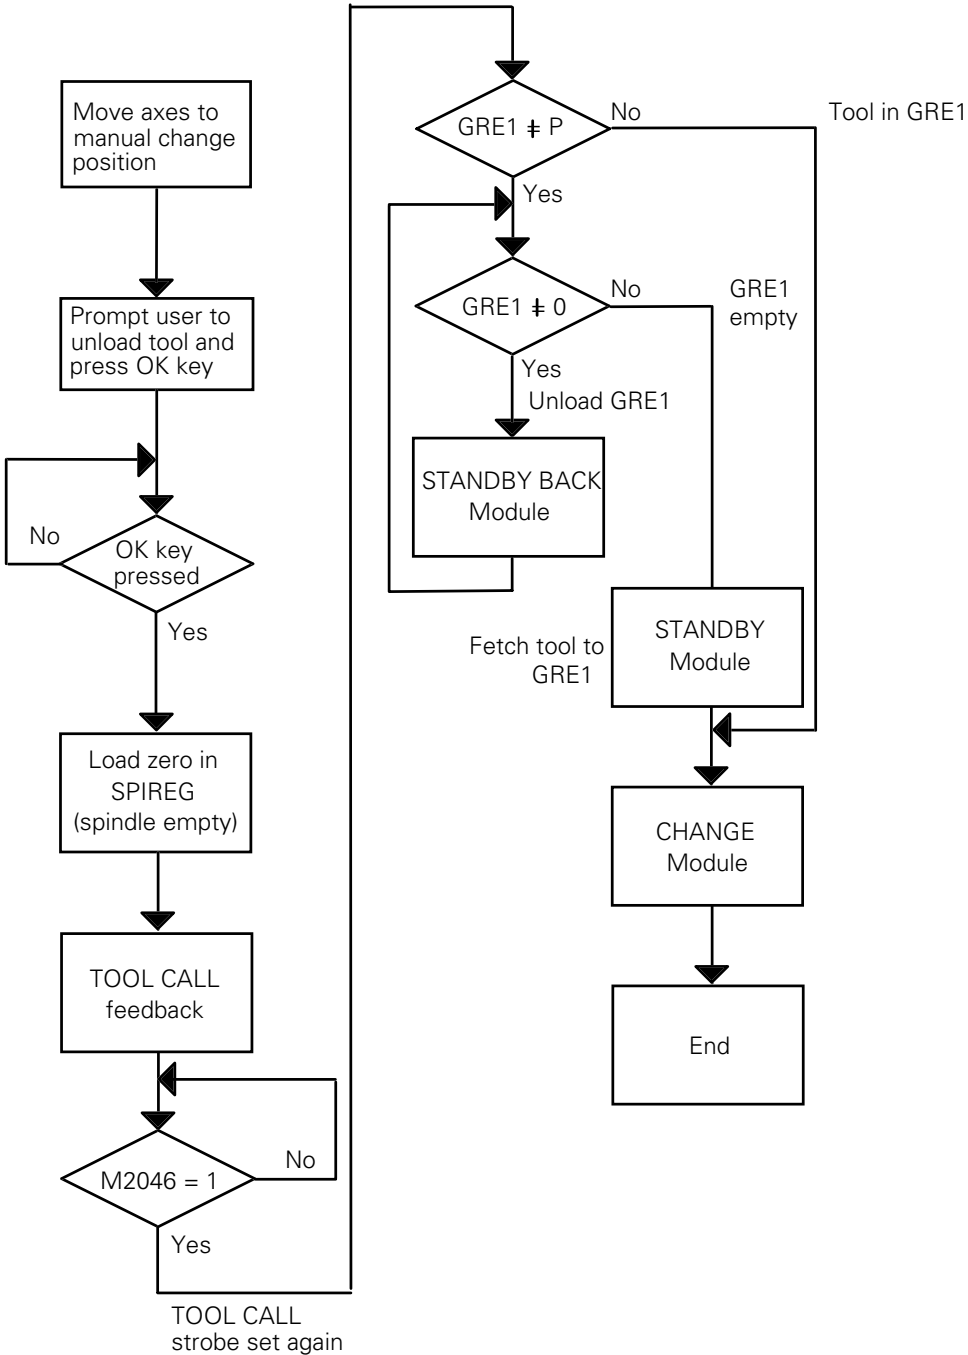 Move axes to
manual change
position
Prompt user to
unload tool and
press OK key
No
OK key
pressed
Yes
Load zero in
SPIREG
(spindle empty)
TOOL CALL
feedback
No
M2046 = 1
Yes
TOOL CALL
strobe set again
GRE1 ǂ P
No
Tool in GRE1
Yes
GRE1 ǂ 0
No
GRE1
empty
Yes
Unload GRE1
STANDBY BACK
Module
Fetch tool to
GRE1
STANDBY
Module
CHANGE
Module
End